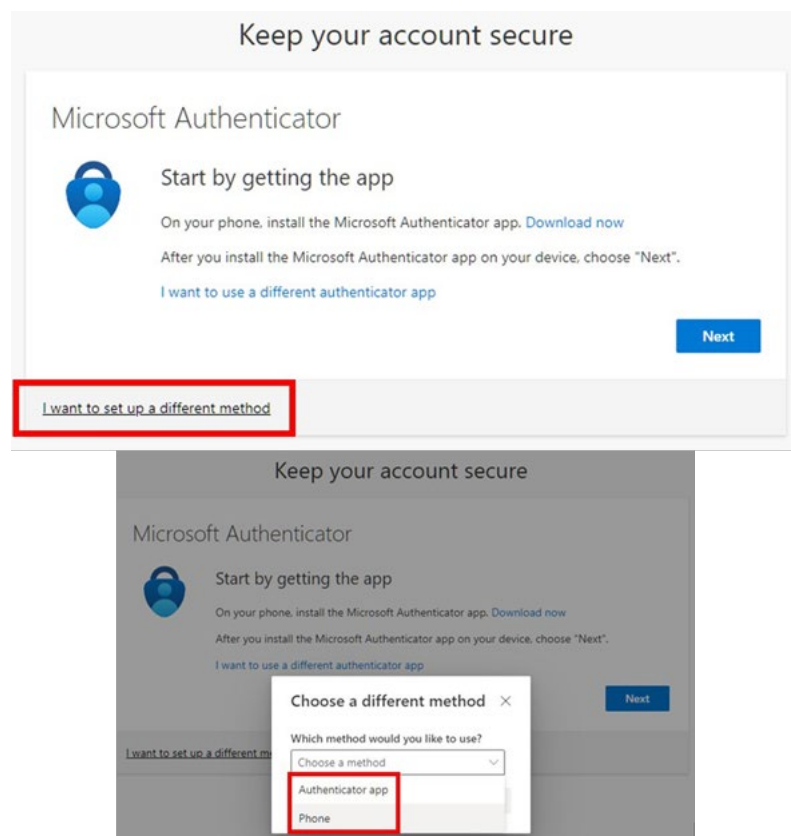 Keep your account secure
Microsoft Authenticator
Start by getting the app
On your phone, install the Microsoft Authenticator app. Download now
After you install the Microsoft Authenticator app on your device, choose "Next".
I want to use a different authenticator app
Next
I want to set up a different method
Keep your account secure
Microsoft Authenticator
Start by getting the app
On your phone, install the Microsoft Authenticator app. Download now
After you install the Microsoft Authenticator app on your device, choose "Next".
I want to use a different authenticator app
Next
Choose a different method
Which method would you like to use?
I want to set up a different m
Choose a method
Authenticator app
Phone